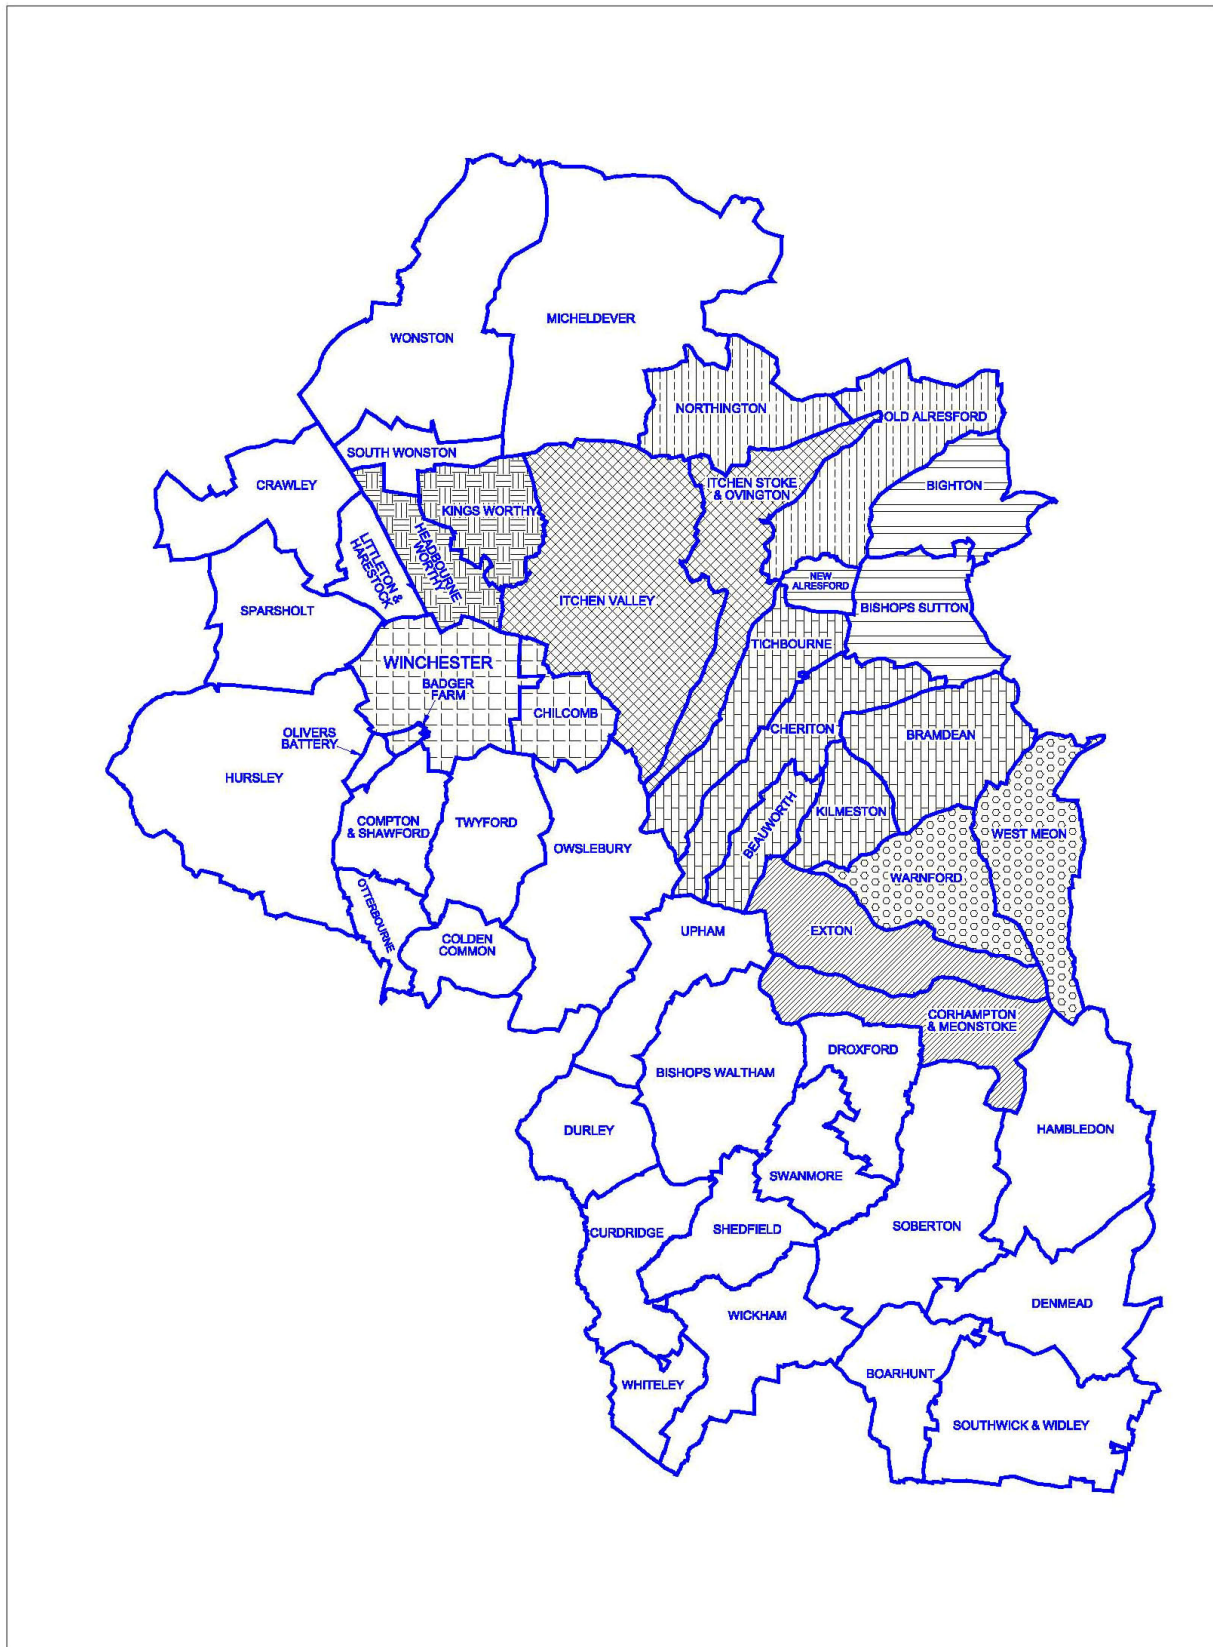 MICHELDEVER
WONSTON
NORTHINGTON
OLD ALRESFORD
SOUTH WONSTON
CRAWLEY
ITCHEN STOKE
& OVINGTON
BIGHTON
KINGS WORTHY
HEADBOURNE
WORTHY
LITTLETON &
HARESTOCK
NEW
ALRESFORD
ITCHEN VALLEY
SPARSHOLT
BISHOPS SUTTON
TICHBOURNE
WINCHESTER
BADGER
FARM
CHILCOMB
OLIVERS
BATTERY
CHERITON
BRAMDEAN
HURSLEY
BEAUWORTH
KILMESTON
COMPTON
& SHAWFORD
TWYFORD
WEST MEON
OWSLEBURY
WARNFORD
OTTERBOURNE
UPHAM
EXTON
COLDEN
COMMON
CORHAMPTON
& MEONSTOKE
DROXFORD
BISHOPS WALTHAM
DURLEY
HAMBLEDON
SWANMORE
CURDRIDGE
SHEDFIELD
SOBERTON
DENMEAD
WICKHAM
WHITELEY
BOARHUNT
SOUTHWICK & WIDLEY